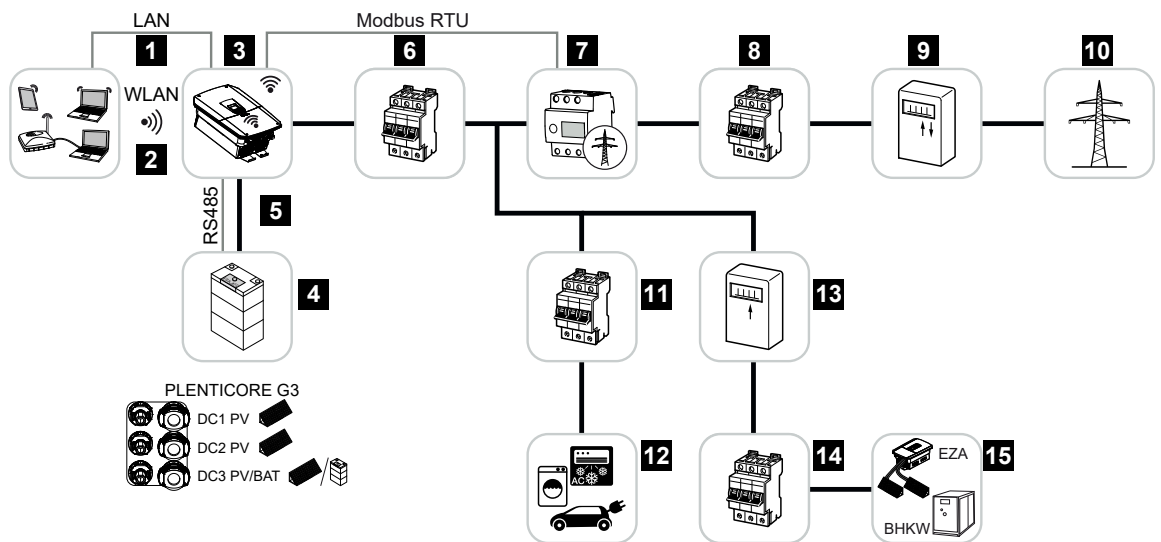 LAN
Modbus RTU
1
3
6
7
8
9
10
WLAN
2
RS485
5
4
11
13
PLENTICORE G3
DC1 PV
DC2 PV
DC3 PV/BAT
/
12
AC
14
EZA
15
BHKW